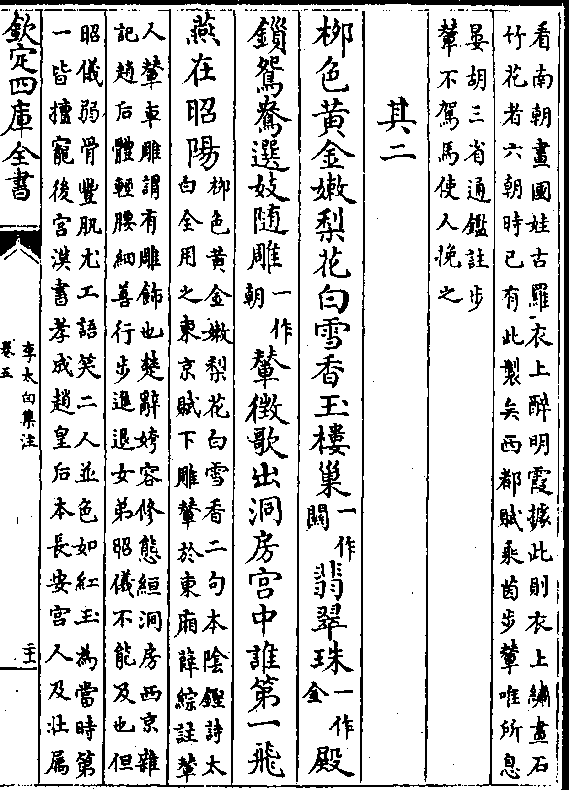 看南朝畫國娃古羅衣上醉明霞據此則衣上繡畫石
竹花者六朝時已有此製矣西都賦乘茵步輦唯所息
晏胡三省通鑑註步
輦不駕馬使人挽之
其二
柳色黃金嫩梨花白雪香玉樓巢一作關翡翠珠一作金殿
鎖鴛鴦選妓隨雕一作朝輦徵歌出洞房宮中誰第一飛
燕在昭陽
柳色黃金嫩梨花白雪香二句本陰鏗詩太
白全用之東京賦下雕輦於東廂薛綜註輦
人輦車雕謂有雕飾也楚辭姱容修態絙洞房西京雜
記趙后體輕腰細善行步進退女弟昭儀不能及也但
昭儀弱骨豐肌尤工語笑二人並色如紅玉為當時第
一皆擅寵後宮漢書孝成趙皇后本長安宮人及壯屬
欽定四庫全書
李太白集注
卷五